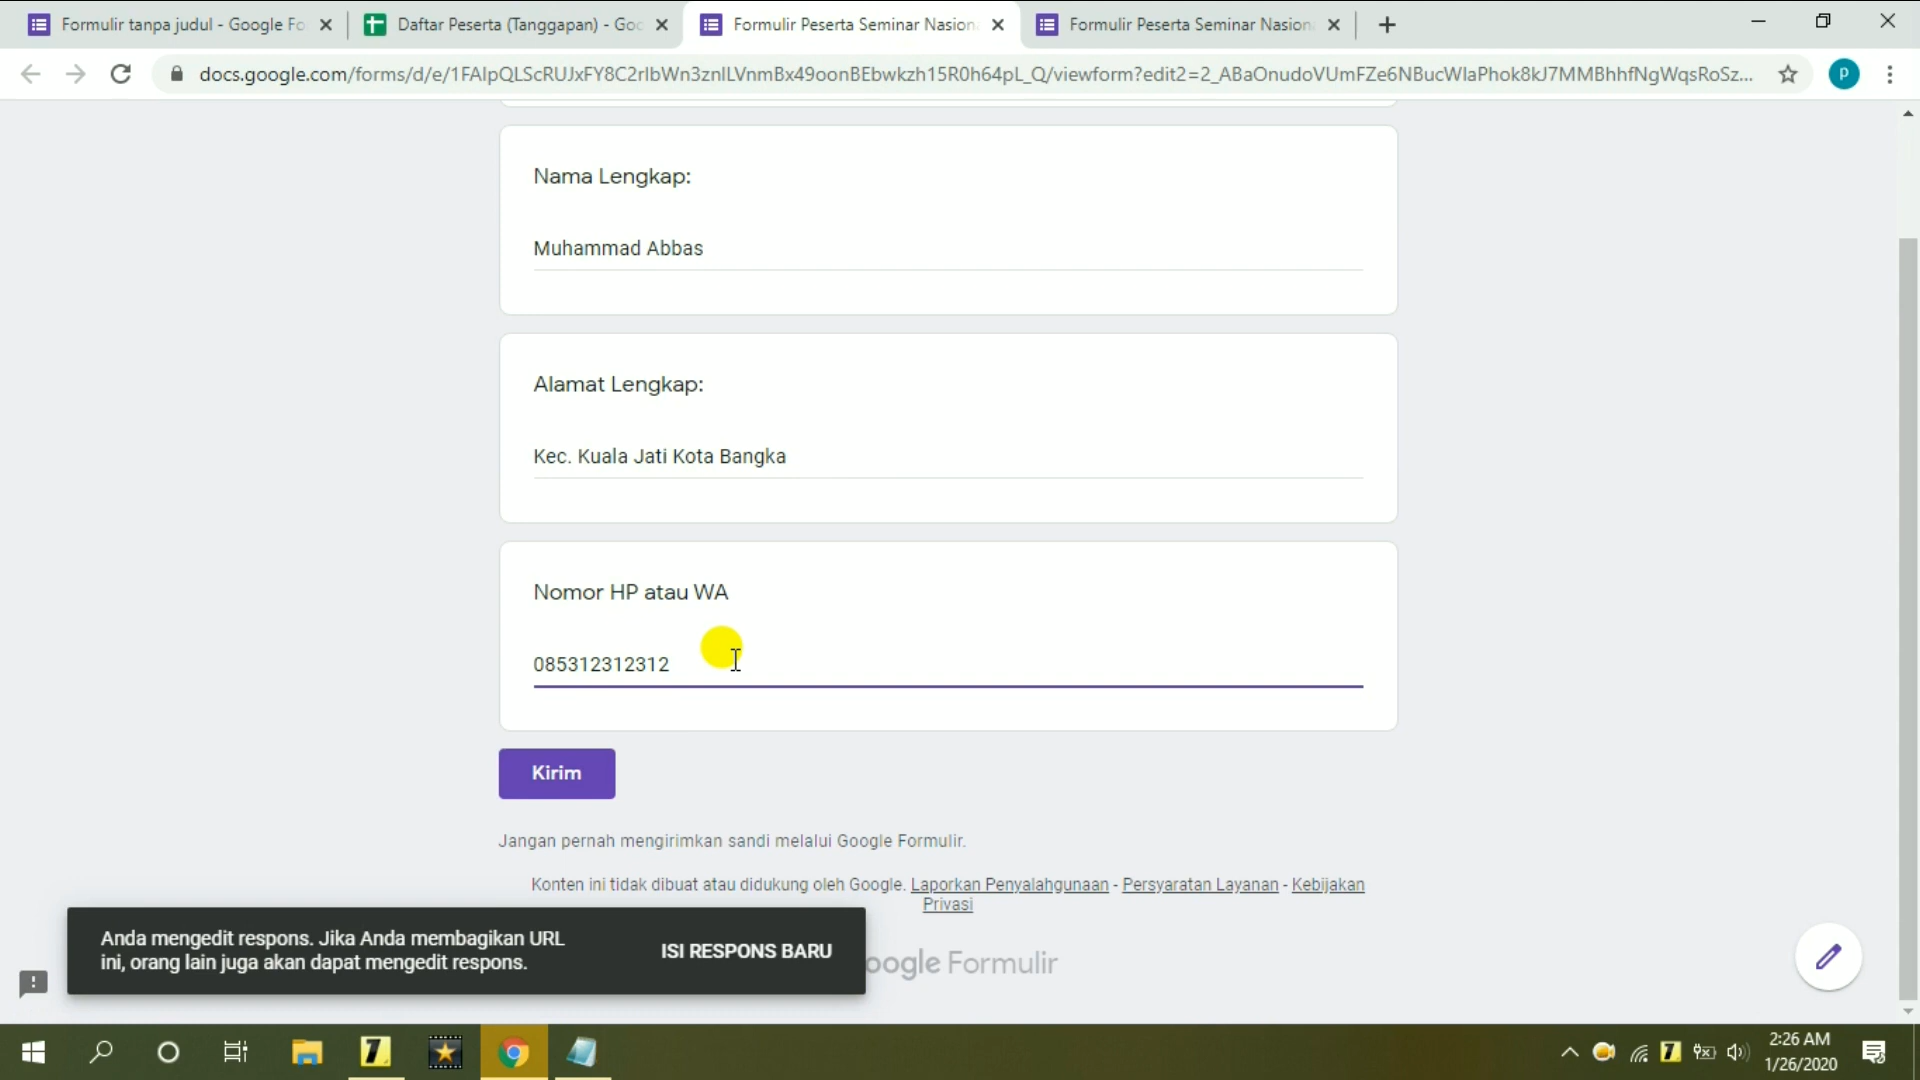 Formulir tanpa judul - Google Fo
Daftar Peserta (Tanggapan) - Goo
Formulir Peserta Seminar Nasion
Formulir Peserta Seminar Nasion
docs.google.com/forms/d/e/1FAIpQLScRUJxFY8C2rlbWn3znILVnmBx49oonBEbwkzh15R0h64pL_Q/viewform?edit2=2_ABaOnudoVUmFZe6NBucWlaPhok8kJ7MMBhhfNgWqsRoSz...
P
Nama Lengkap:
Muhammad Abbas
Alamat Lengkap:
Kec. Kuala Jati Kota Bangka
Nomor HP atau WA
085312312312
Kirim
Jangan pernah mengirimkan sandi melalui Google Formulir.
Konten ini tidak dibuat atau didukung oleh Google. Laporkan Penyalahgunaan - Persyaratan Layanan - Kebijakan
Privasi
Anda mengedit respons. Jika Anda membagikan URL
ini, orang lain juga akan dapat mengedit respons.
ISI RESPONS BARU
oogle Formulir
2:26 AM
1/26/2020